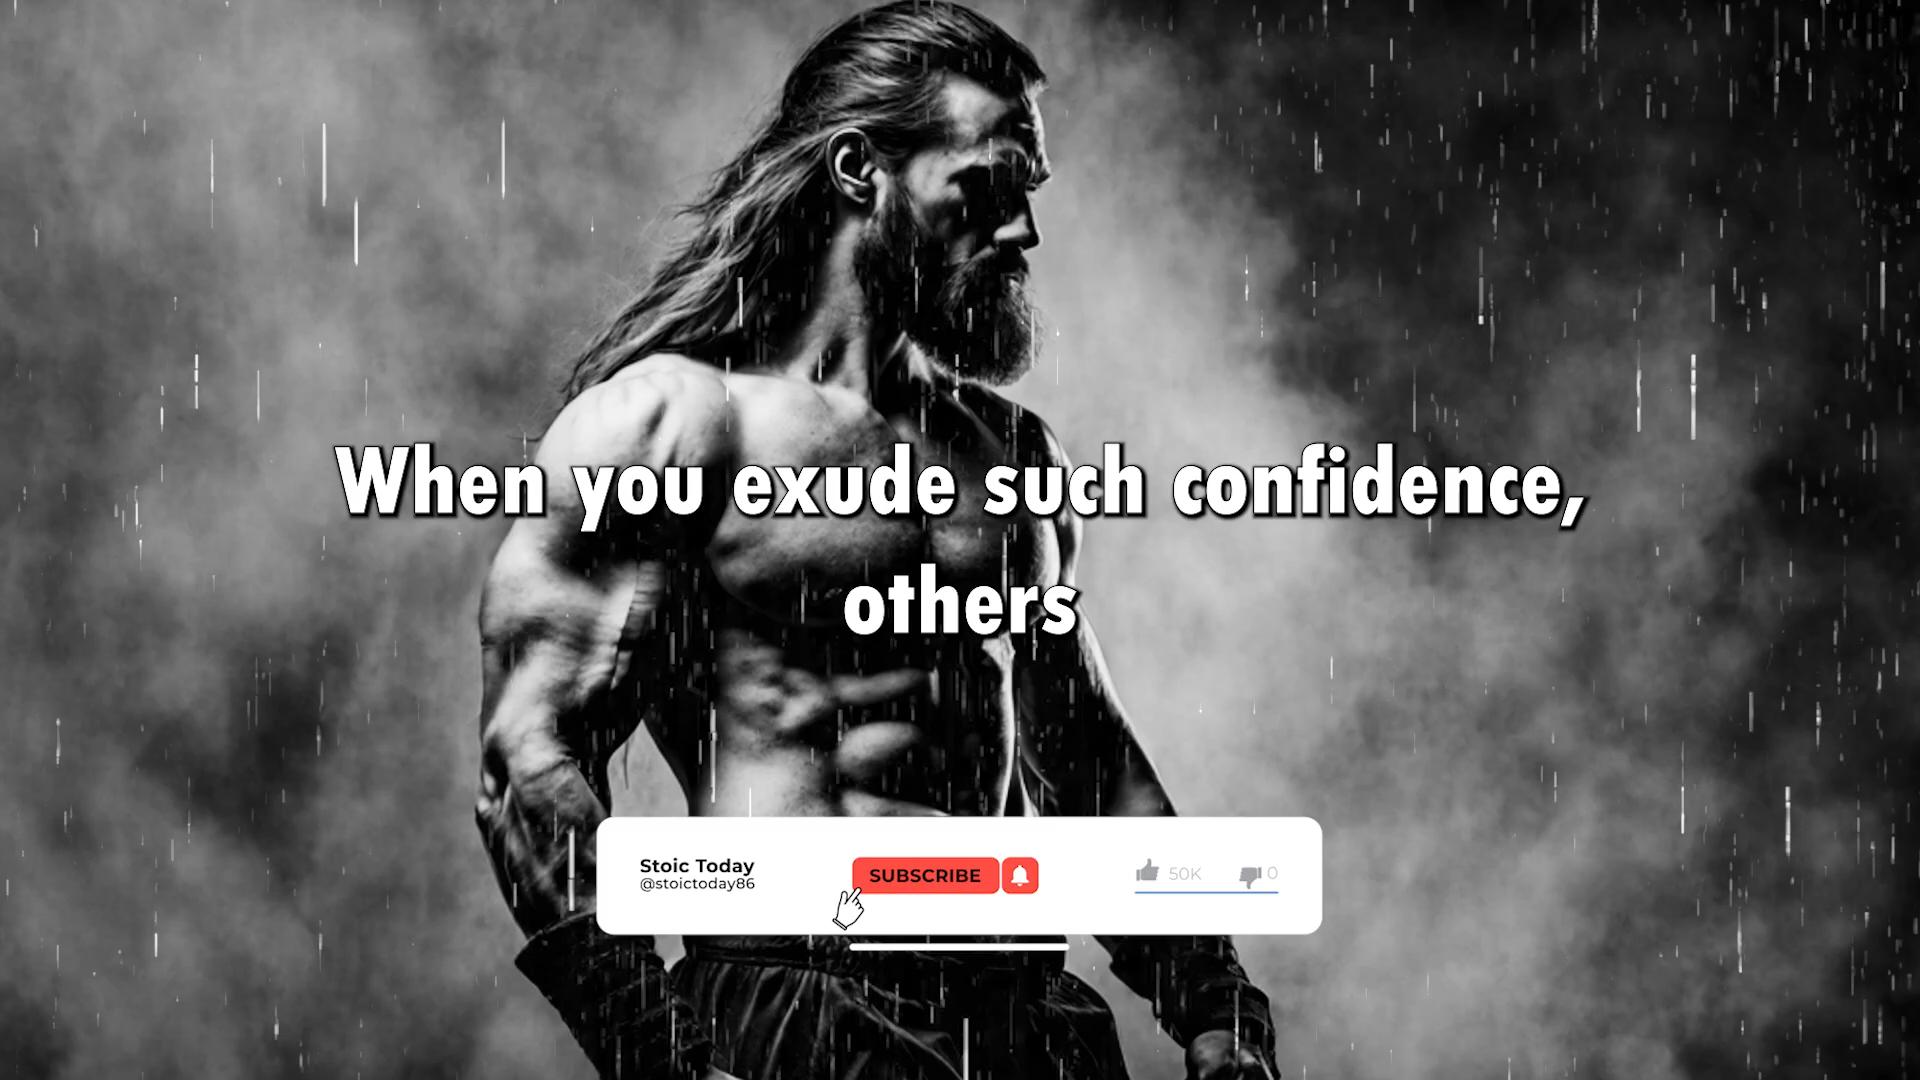 When you exude such confidence,
others
Stoic Today
@stoictoday86
SUBSCRIBE
50K
0